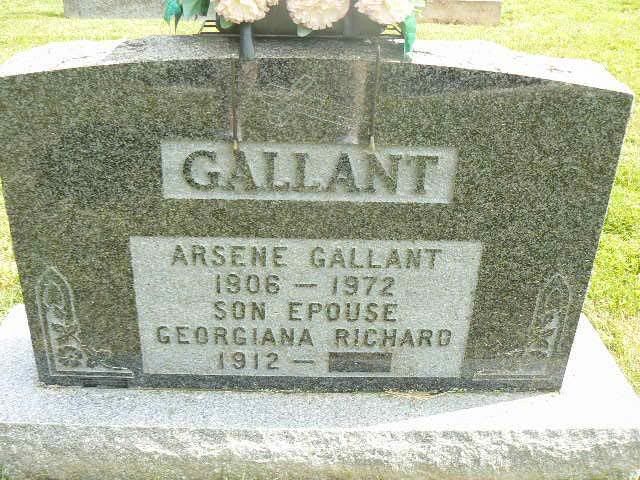 GALLANT
ARSENE GALLANT
1906 — 1972
SON EPOUSE
GEORGIANA RICHARD
1912 —